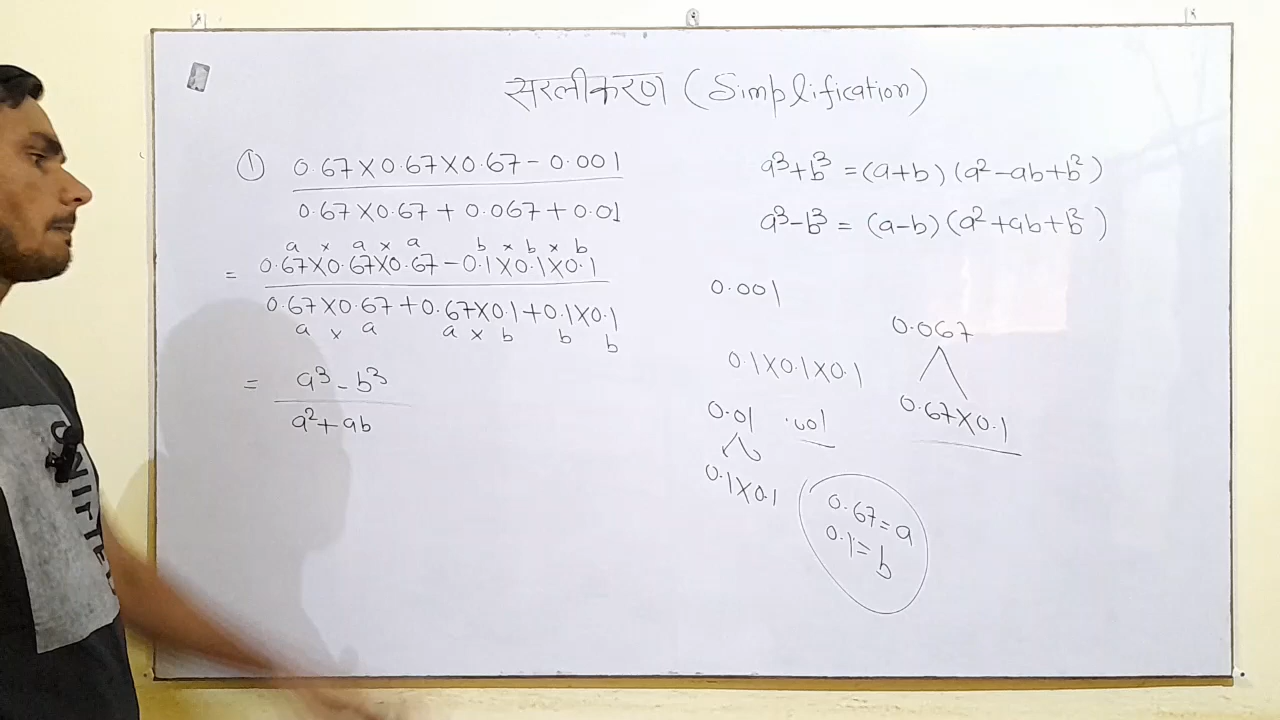 सरलीकरण (Simplification)
① 0.67×0.67×0.67-0.001
0.67×0.67+0.067+0.01
a × a × a b × b × b
= 0.67×0.67×0.67-0.1×0.1×0.1
0.67×0.67+0.67×0.1+0.1×0.1
a × a a × b b b
= a³-b³
a²+ab
a³+b³ = (a+b) (a²-ab+b²)
a³-b³ = (a-b) (a²+ab+b²)
0.001
0.1×0.1×0.1
0.01 .001
0.1×0.1
0.067
0.67×0.1
0.67=a
0.1=b